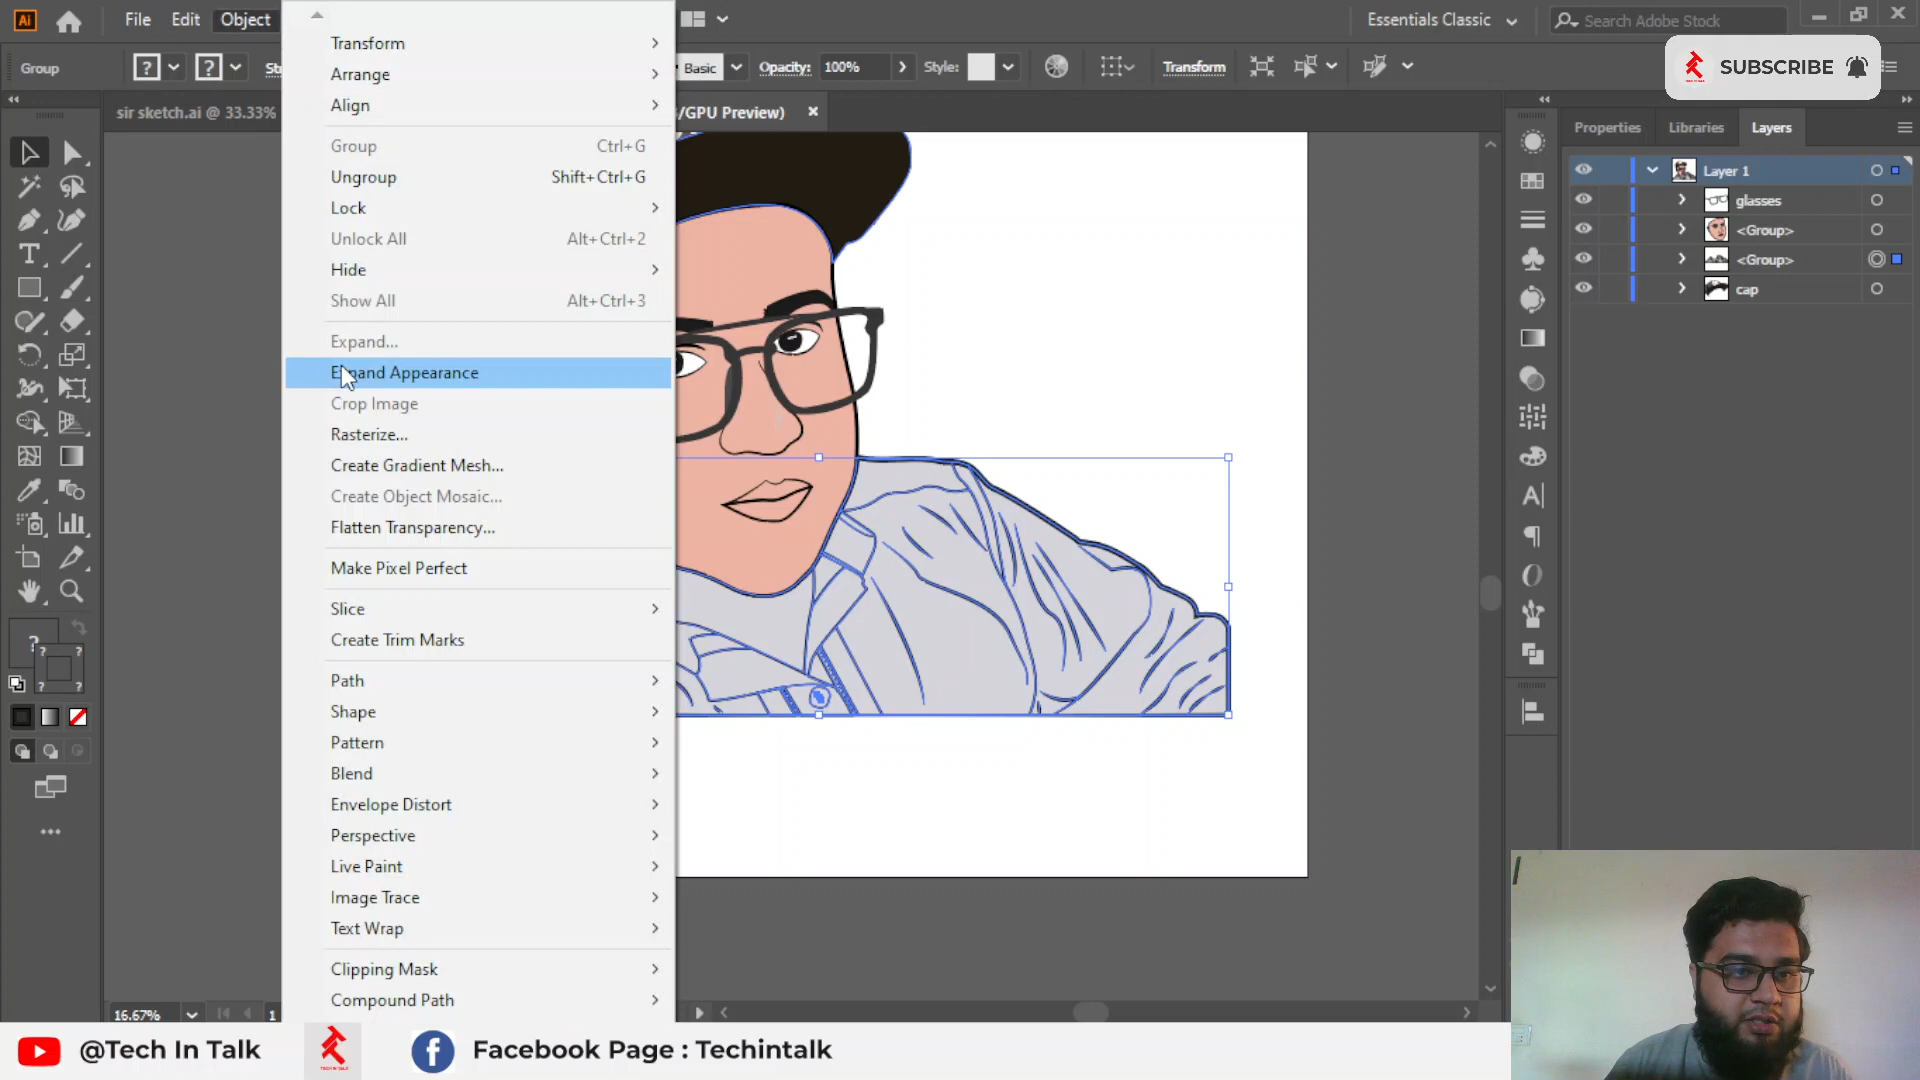 Ai File Edit Object Essentials Classic Search Adobe Stock
Group ? ? Basic Opacity: 100% Style: Transform SUBSCRIBE
sir sketch.ai @ 33.33% /GPU Preview)
Transform
Arrange
Align
Group Ctrl+G
Ungroup Shift+Ctrl+G
Lock
Unlock All Alt+Ctrl+2
Hide
Show All Alt+Ctrl+3
Expand...
Expand Appearance
Crop Image
Rasterize...
Create Gradient Mesh...
Create Object Mosaic...
Flatten Transparency...
Make Pixel Perfect
Slice
Create Trim Marks
Path
Shape
Pattern
Blend
Envelope Distort
Perspective
Live Paint
Image Trace
Text Wrap
Clipping Mask
Compound Path
Properties Libraries Layers
Layer 1
glasses
<Group>
<Group>
cap
16.67% 1
@Tech In Talk TECH IN TALK Facebook Page : Techintalk